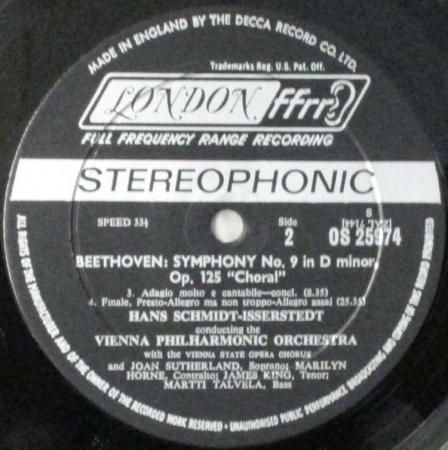 MADE IN ENGLAND BY THE DECCA RECORD CO. LTD.
Trademarks Reg. U.S. Pat. Off.
LONDON ffrr
FULL FREQUENCY RANGE RECORDING
STEREOPHONIC
SPEED 33⅓
Side
2
OS 25974
BEETHOVEN: SYMPHONY No. 9 in D minor,
Op. 125 "Choral"
3. Adagio molto e cantabile—concl. (8.35)
4. Finale, Presto-Allegro ma non troppo-Allegro assai (25.35)
HANS SCHMIDT-ISSERSTEDT
conducting the
VIENNA PHILHARMONIC ORCHESTRA
with the VIENNA STATE OPERA CHORUS
and JOAN SUTHERLAND, Soprano; MARILYN
HORNE, Contralto; JAMES KING, Tenor;
MARTTI TALVELA, Bass
ALL RIGHTS OF THE MANUFACTURER AND OF THE OWNER OF THE RECORDED WORK RESERVED • UNAUTHORISED PUBLIC PERFORMANCE BROADCASTING AND COPYING OF THIS RECORD